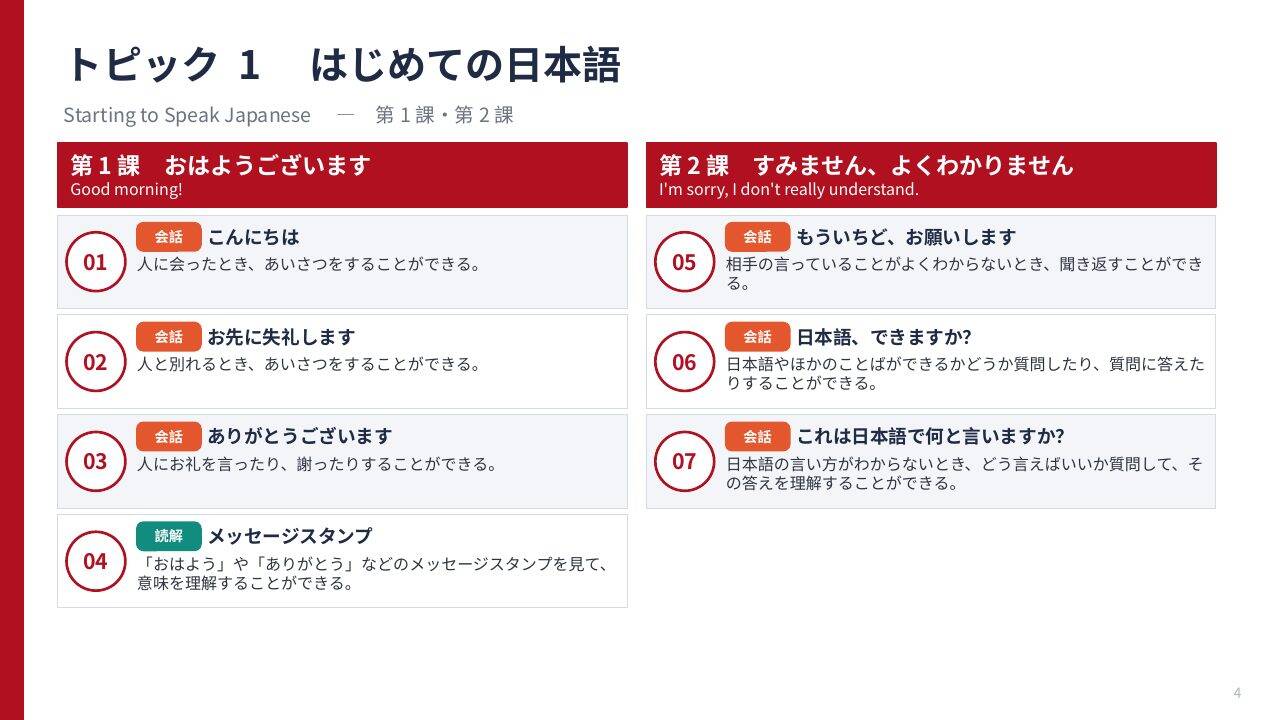 トピック 1　はじめての日本語
Starting to Speak Japanese　—　第1課・第2課
第1課　おはようございます
Good morning!
01
会話 こんにちは
人に会ったとき、あいさつをすることができる。
02
会話 お先に失礼します
人と別れるとき、あいさつをすることができる。
03
会話 ありがとうございます
人にお礼を言ったり、謝ったりすることができる。
04
読解 メッセージスタンプ
「おはよう」や「ありがとう」などのメッセージスタンプを見て、
意味を理解することができる。
第2課　すみません、よくわかりません
I'm sorry, I don't really understand.
05
会話 もういちど、お願いします
相手の言っていることがよくわからないとき、聞き返すことができ
る。
06
会話 日本語、できますか?
日本語やほかのことばができるかどうか質問したり、質問に答えた
りすることができる。
07
会話 これは日本語で何と言いますか?
日本語の言い方がわからないとき、どう言えばいいか質問して、そ
の答えを理解することができる。
4